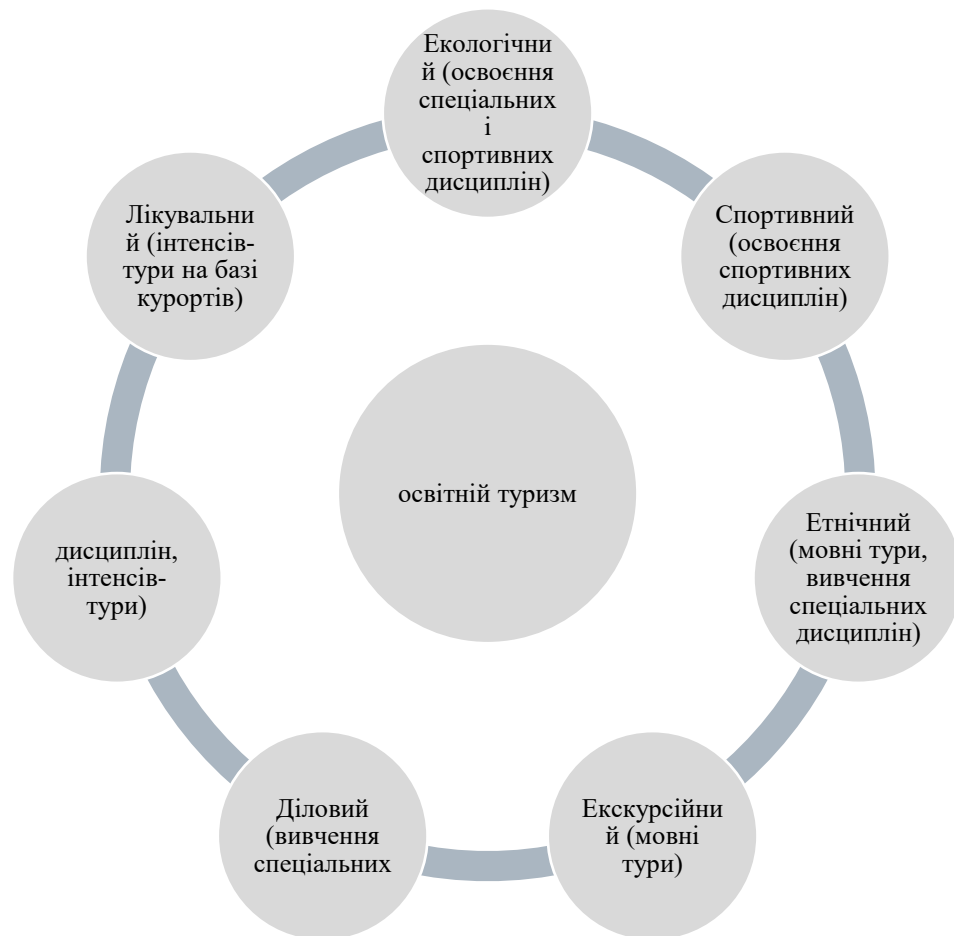 Екологічни
й (освоєння
спеціальних
і
спортивних
дисциплін)
Спортивний
(освоєння
спортивних
дисциплін)
Етнічний
(мовні тури,
вивчення
спеціальних
дисциплін)
Екскурсійни
й (мовні
тури)
Діловий
(вивчення
спеціальних
дисциплін,
інтенсів-
тури)
Лікувальни
й (інтенсів-
тури на базі
курортів)
освітній туризм